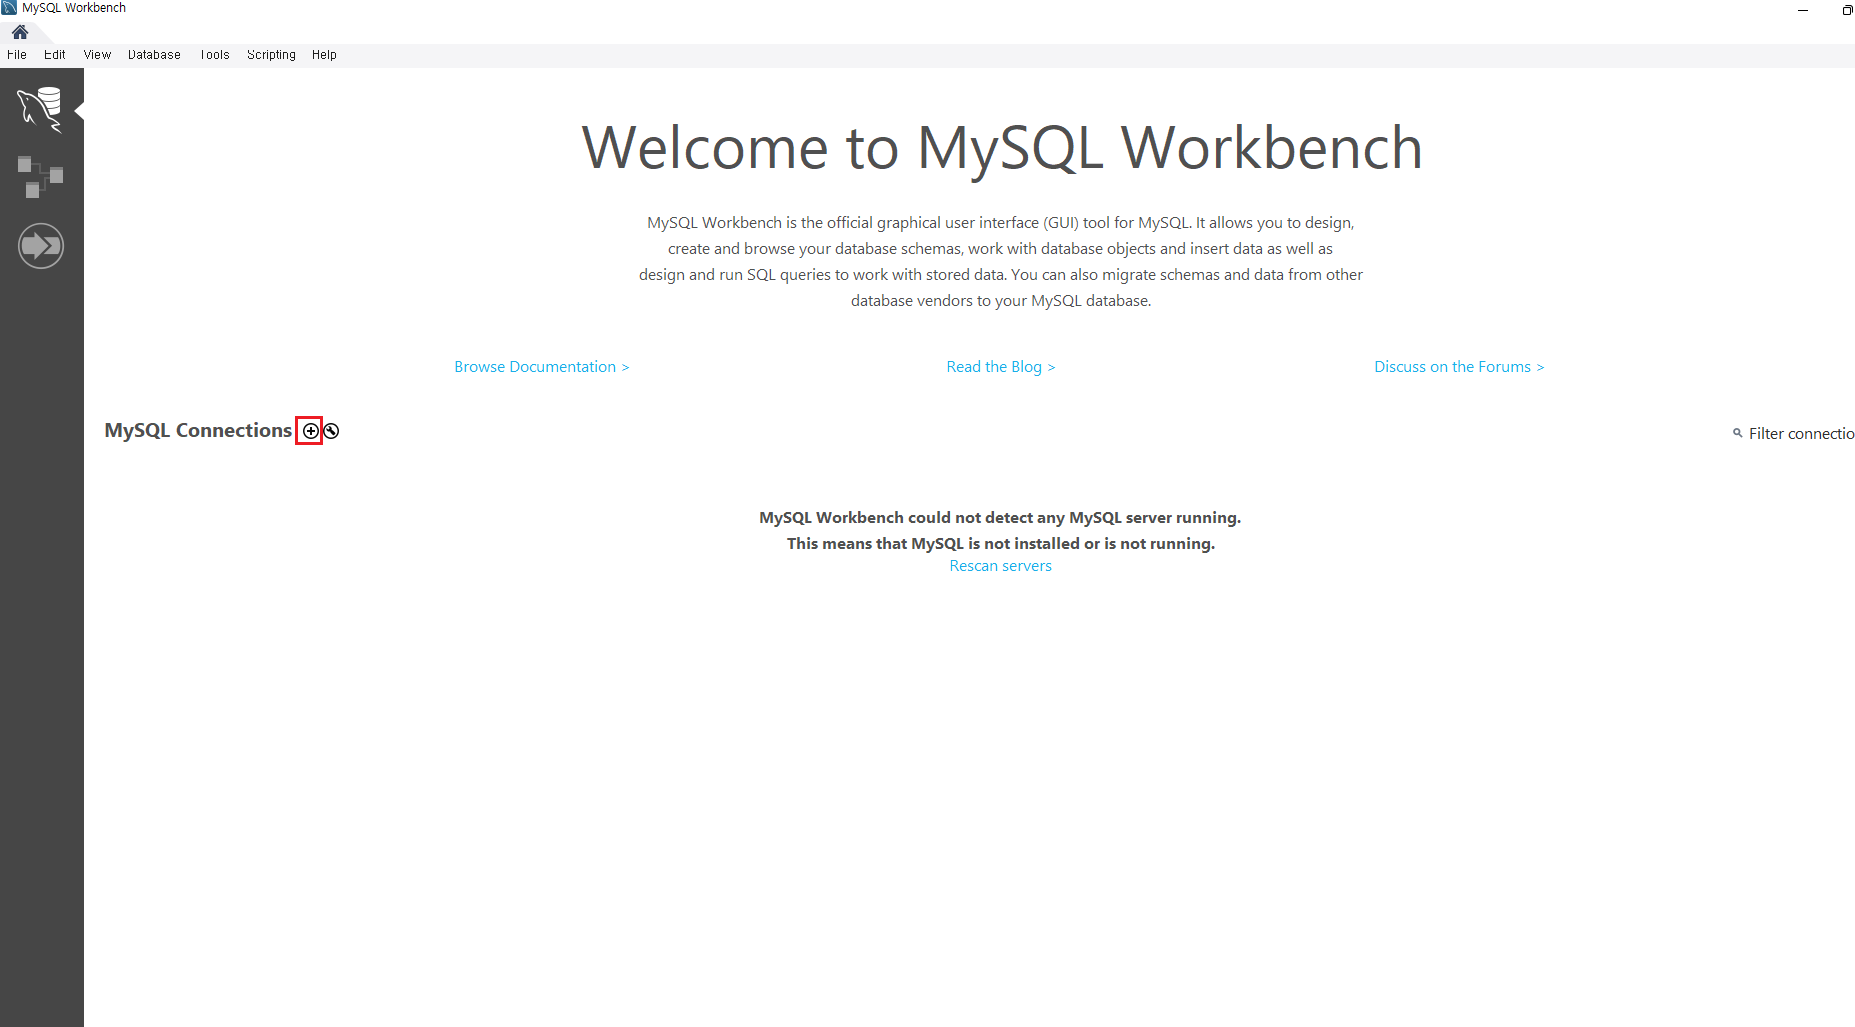 MySQL Workbench
File Edit View Database Tools Scripting Help
Welcome to MySQL Workbench
MySQL Workbench is the official graphical user interface (GUI) tool for MySQL. It allows you to design,
create and browse your database schemas, work with database objects and insert data as well as
design and run SQL queries to work with stored data. You can also migrate schemas and data from other
database vendors to your MySQL database.
Browse Documentation > Read the Blog > Discuss on the Forums >
MySQL Connections Filter connectio
MySQL Workbench could not detect any MySQL server running.
This means that MySQL is not installed or is not running.
Rescan servers